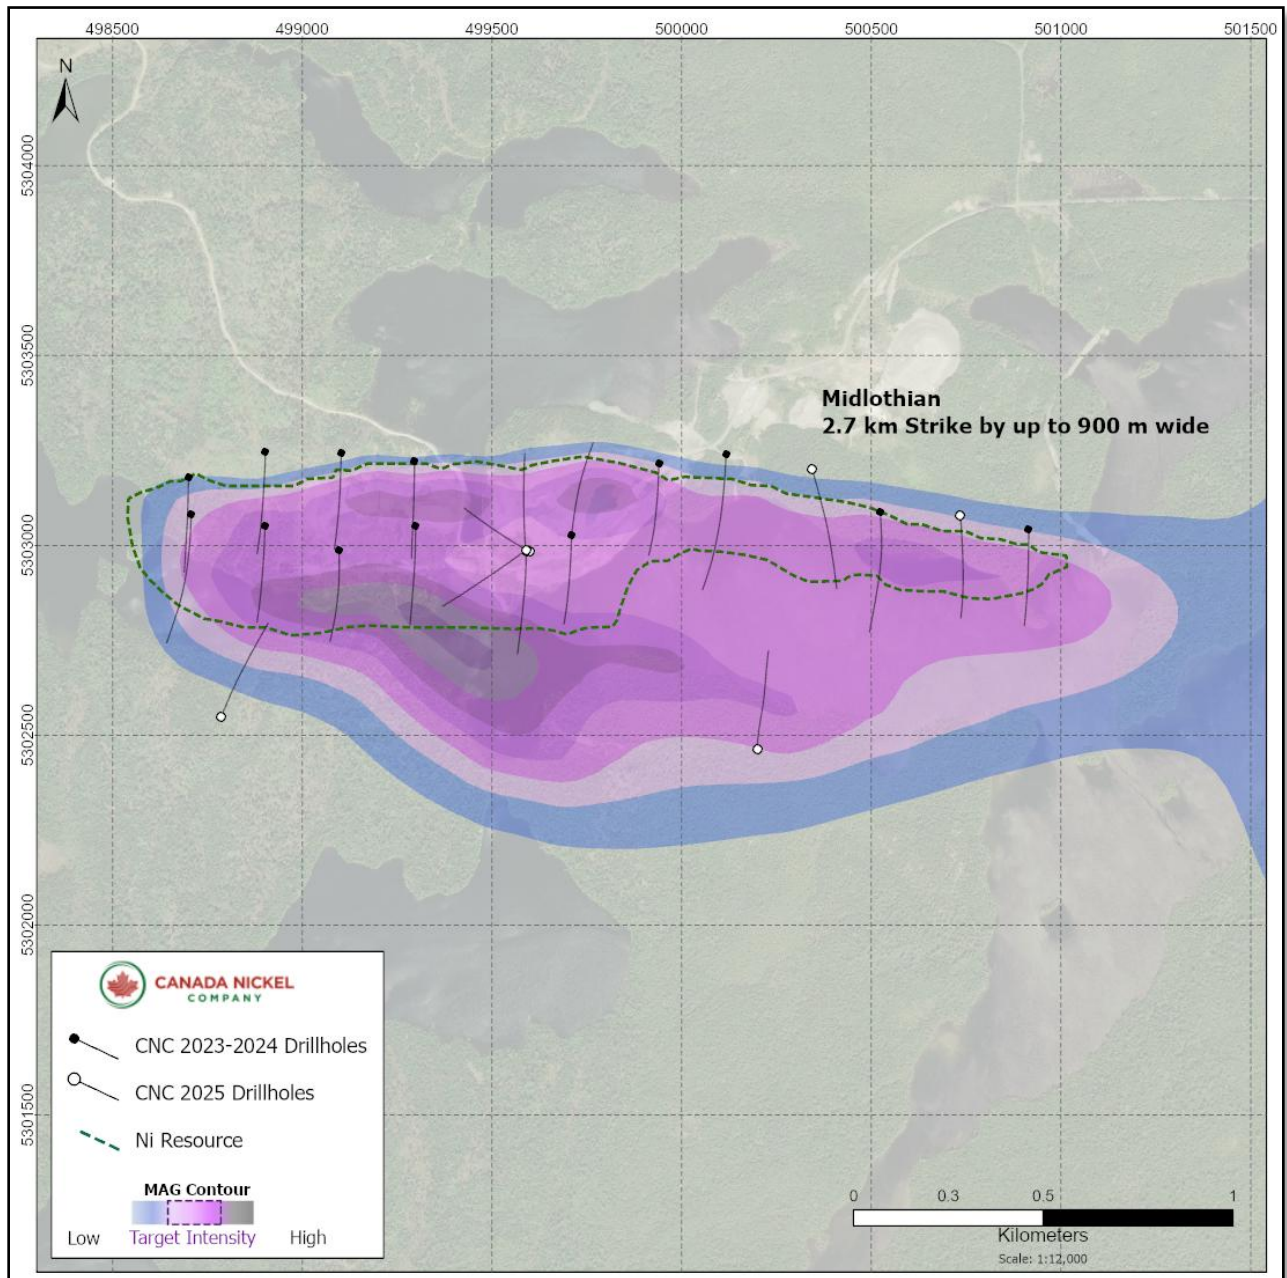 498500 499000 499500 500000 500500 501000 501500
N
5304000
5303500
Midlothian
2.7 km Strike by up to 900 m wide
5303000
5302500
5302000
5301500
CANADA NICKEL
COMPANY
CNC 2023-2024 Drillholes
CNC 2025 Drillholes
Ni Resource
MAG Contour
Low Target Intensity High
0 0.3 0.5 1
Kilometers
Scale: 1:12,000